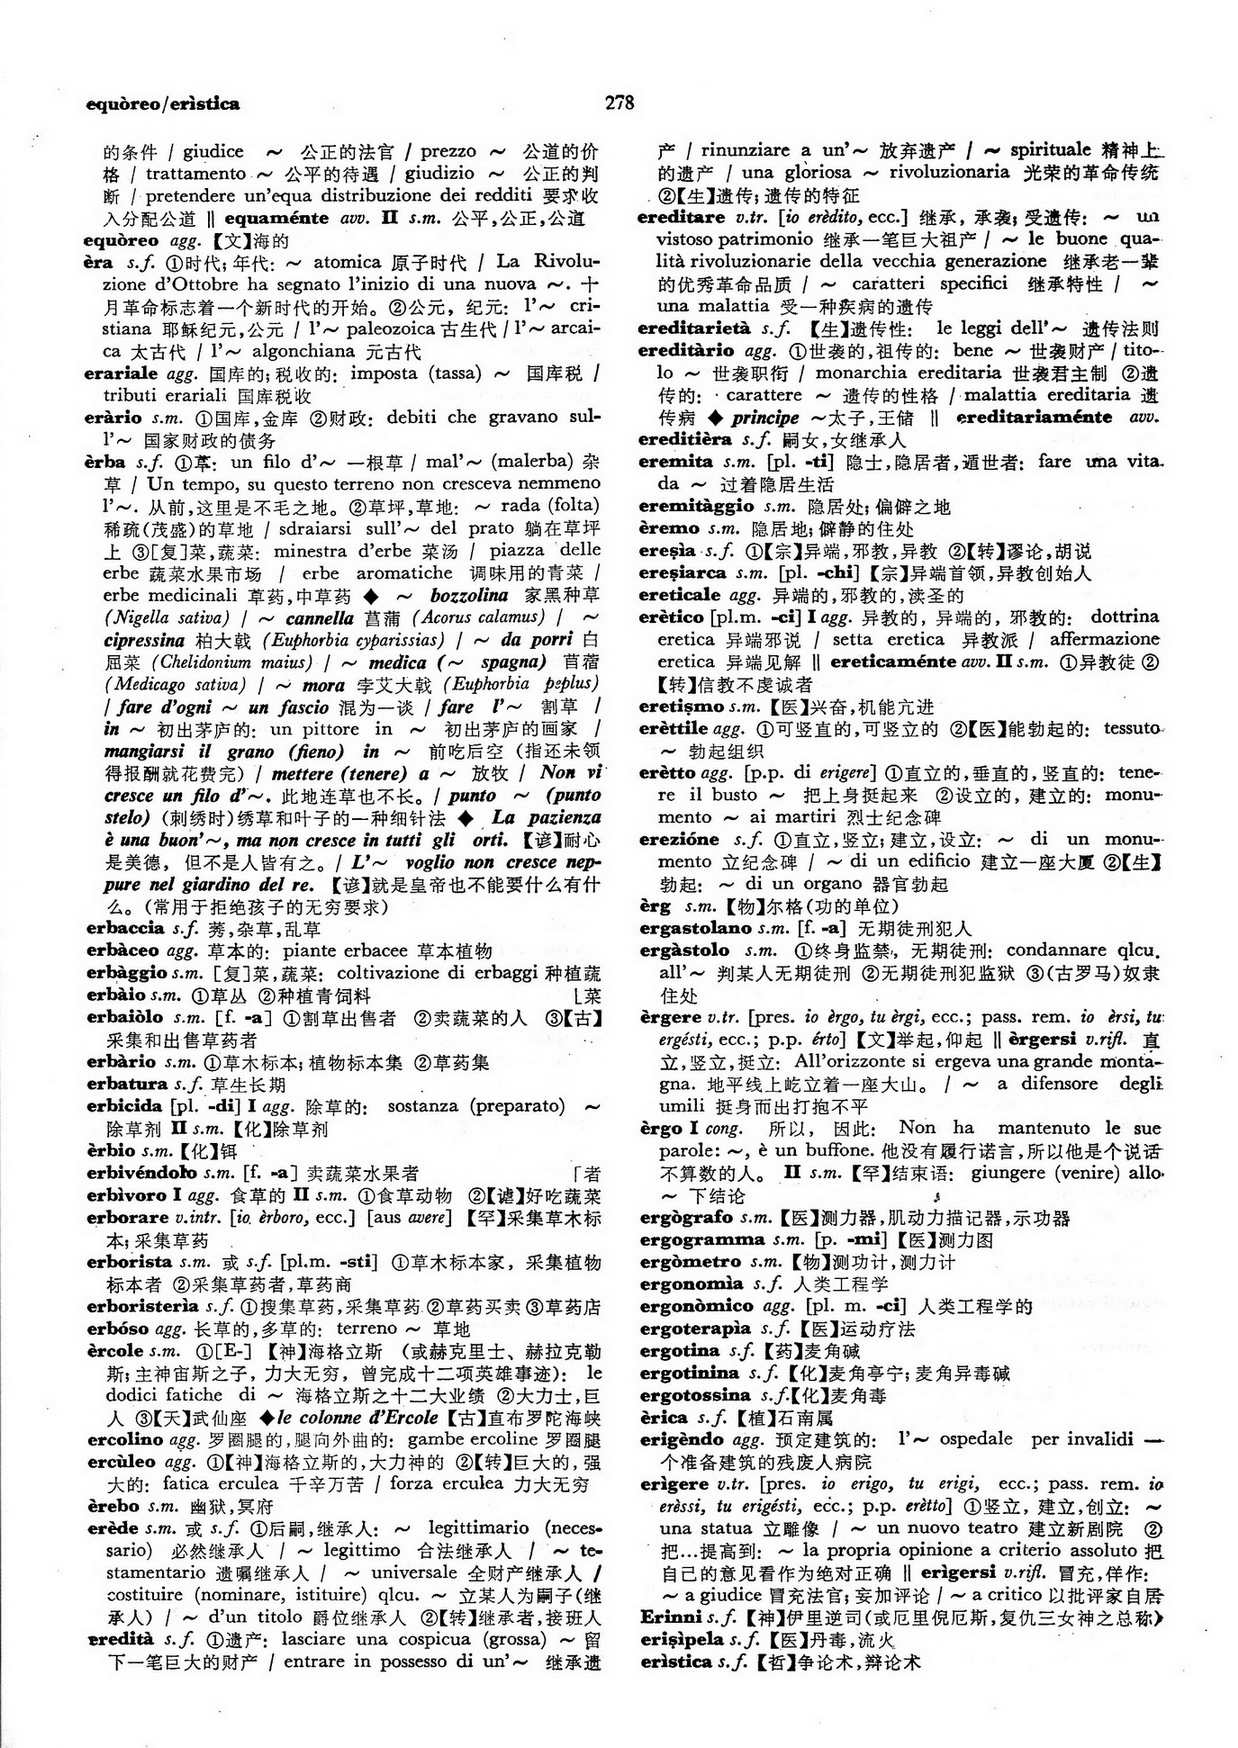 equòreo/erìstica
278
的条件 / giudice ～ 公正的法官 / prezzo ～ 公道的价
格 / trattamento ～ 公平的待遇 / giudizio ～ 公正的判
断 / pretendere un'equa distribuzione dei redditi 要求收
入分配公道 ‖ equaménte avv. II s.m. 公平,公正,公道
equòreo agg. 【文】海的
èra s.f. ①时代; 年代: ～ atomica 原子时代 / La Rivolu-
zione d'Ottobre ha segnato l'inizio di una nuova ～. 十
月革命标志着一个新时代的开始。②公元, 纪元: l'～ cri-
stiana 耶稣纪元,公元 / l'～ paleozoica 古生代 / l'～ arcai-
ca 太古代 / l'～ algonchiana 元古代
erariale agg. 国库的; 税收的: imposta (tassa) ～ 国库税 /
tributi erariali 国库税收
eràrio s.m. ①国库,金库 ②财政: debiti che gravano sul-
l'～ 国家财政的债务
èrba s.f. ①草: un filo d'～ 一根草 / mal'～ (malerba) 杂
草 / Un tempo, su questo terreno non cresceva nemmeno
l'～. 从前,这里是不毛之地。②草坪,草地: ～ rada (folta)
稀疏(茂盛)的草地 / sdraiarsi sull'～ del prato 躺在草坪
上 ③[复]菜,蔬菜: minestra d'erbe 菜汤 / piazza delle
erbe 蔬菜水果市场 / erbe aromatiche 调味用的青菜 /
erbe medicinali 草药,中草药 ◆ ～ bozzolina 家黑种草
(Nigella sativa) / ～ cannella 菖蒲 (Acorus calamus) / ～
cipressina 柏大戟 (Euphorbia cyparissias) / ～ da porri 白
屈菜 (Chelidonium maius) / ～ medica (～ spagna) 苜蓿
(Medicago sativa) / ～ mora 孛艾大戟 (Euphorbia peplus)
/ fare d'ogni ～ un fascio 混为一谈 / fare l'～ 割草 /
in ～ 初出茅庐的: un pittore in ～ 初出茅庐的画家 /
mangiarsi il grano (fieno) in ～ 前吃后空 (指还未领
得报酬就花费完) / mettere (tenere) a ～ 放牧 / Non vi
cresce un filo d'～. 此地连草也不长。/ punto ～ (punto
stelo) (刺绣时)绣草和叶子的一种细针法 ◆ La pazienza
è una buon'～, ma non cresce in tutti gli orti. 【谚】耐心
是美德, 但不是人皆有之。/ L'～ voglio non cresce nep-
pure nel giardino del re. 【谚】就是皇帝也不能要什么有什
么。(常用于拒绝孩子的无穷要求)
erbaccia s.f. 莠,杂草,乱草
erbàceo agg. 草本的: piante erbacee 草本植物
erbàggio s.m. [复]菜,蔬菜: coltivazione di erbaggi 种植蔬
erbàio s.m. ①草丛 ②种植青饲料 ⌊菜
erbaiòlo s.m. [f. -a] ①割草出售者 ②卖蔬菜的人 ③【古】
采集和出售草药者
erbàrio s.m. ①草木标本; 植物标本集 ②草药集
erbatura s.f. 草生长期
erbicida [pl. -di] I agg. 除草的: sostanza (preparato) ～
除草剂 II s.m. 【化】除草剂
èrbio s.m. 【化】铒
erbivéndolo s.m. [f. -a] 卖蔬菜水果者 ⌈者
erbìvoro I agg. 食草的 II s.m. ①食草动物 ②【谑】好吃蔬菜
erborare v.intr. [io èrboro, ecc.] [aus avere] 【罕】采集草木标
本; 采集草药
erborista s.m. 或 s.f. [pl.m. -sti] ①草木标本家, 采集植物
标本者 ②采集草药者,草药商
erboristerìa s.f. ①搜集草药,采集草药 ②草药买卖 ③草药店
erbóso agg. 长草的,多草的: terreno ～ 草地
èrcole s.m. ①[E-] 【神】海格立斯 (或赫克里士、赫拉克勒
斯; 主神宙斯之子, 力大无穷, 曾完成十二项英雄事迹): le
dodici fatiche di ～ 海格立斯之十二大业绩 ②大力士,巨
人 ③【天】武仙座 ◆le colonne d'Ercole 【古】直布罗陀海峡
ercolino agg. 罗圈腿的,腿向外曲的: gambe ercoline 罗圈腿
ercùleo agg. ①【神】海格立斯的,大力神的 ②【转】巨大的, 强
大的: fatica erculea 千辛万苦 / forza erculea 力大无穷
èrebo s.m. 幽狱,冥府
erède s.m. 或 s.f. ①后嗣,继承人: ～ legittimario (neces-
sario) 必然继承人 / ～ legittimo 合法继承人 / ～ te-
stamentario 遗嘱继承人 / ～ universale 全财产继承人 /
costituire (nominare, istituire) qlcu. ～ 立某人为嗣子(继
承人) / ～ d'un titolo 爵位继承人 ②【转】继承者,接班人
eredità s.f. ①遗产: lasciare una cospicua (grossa) ～ 留
下一笔巨大的财产 / entrare in possesso di un'～ 继承遗
产 / rinunziare a un'～ 放弃遗产 / ～ spirituale 精神上
的遗产 / una gloriosa ～ rivoluzionaria 光荣的革命传统
②【生】遗传; 遗传的特征
ereditare v.tr. [io erèdito, ecc.] 继承, 承袭; 受遗传: ～ un
vistoso patrimonio 继承一笔巨大祖产 / ～ le buone qua-
lità rivoluzionarie della vecchia generazione 继承老一辈
的优秀革命品质 / ～ caratteri specifici 继承特性 / ～
una malattia 受一种疾病的遗传
ereditarietà s.f. 【生】遗传性: le leggi dell'～ 遗传法则
ereditàrio agg. ①世袭的,祖传的: bene ～ 世袭财产 / tito-
lo ～ 世袭职衔 / monarchia ereditaria 世袭君主制 ②遗
传的: carattere ～ 遗传的性格 / malattia ereditaria 遗
传病 ◆ principe ～太子,王储 ‖ ereditariaménte avv.
ereditièra s.f. 嗣女,女继承人
eremita s.m. [pl. -ti] 隐士,隐居者,遁世者: fare una vita
da ～ 过着隐居生活
eremitàggio s.m. 隐居处; 偏僻之地
èremo s.m. 隐居地; 僻静的住处
eresìa s.f. ①【宗】异端,邪教,异教 ②【转】谬论,胡说
eresiarca s.m. [pl. -chi] 【宗】异端首领,异教创始人
ereticale agg. 异端的,邪教的,渎圣的
erètico [pl.m. -ci] I agg. 异教的, 异端的, 邪教的: dottrina
eretica 异端邪说 / setta eretica 异教派 / affermazione
eretica 异端见解 ‖ ereticaménte avv. II s.m. ①异教徒 ②
【转】信教不虔诚者
eretismo s.m. 【医】兴奋,机能亢进
erèttile agg. ①可竖直的,可竖立的 ②【医】能勃起的: tessuto
～ 勃起组织
erètto agg. [p.p. di erigere] ①直立的,垂直的,竖直的: tene-
re il busto ～ 把上身挺起来 ②设立的, 建立的: monu-
mento ～ ai martiri 烈士纪念碑
erezióne s.f. ①直立,竖立; 建立,设立: ～ di un monu-
mento 立纪念碑 / ～ di un edificio 建立一座大厦 ②【生】
勃起: ～ di un organo 器官勃起
èrg s.m. 【物】尔格(功的单位)
ergastolano s.m. [f. -a] 无期徒刑犯人
ergàstolo s.m. ①终身监禁, 无期徒刑: condannare qlcu.
all'～ 判某人无期徒刑 ②无期徒刑犯监狱 ③(古罗马)奴隶
住处
èrgere v.tr. [pres. io èrgo, tu èrgi, ecc.; pass. rem. io èrsi, tu
ergésti, ecc.; p.p. érto] 【文】举起,仰起 ‖ èrgersi v.rifl. 直
立,竖立,挺立: All'orizzonte si ergeva una grande monta-
gna. 地平线上屹立着一座大山。 / ～ a difensore degli
umili 挺身而出打抱不平
èrgo I cong. 所以, 因此: Non ha mantenuto le sue
parole: ～, è un buffone. 他没有履行诺言,所以他是个说话
不算数的人。 II s.m. 【罕】结束语: giungere (venire) allo
～ 下结论
ergògrafo s.m. 【医】测力器,肌动力描记器,示功器
ergogramma s.m. [p. -mi] 【医】测力图
ergòmetro s.m. 【物】测功计,测力计
ergonomìa s.f. 人类工程学
ergonòmico agg. [pl. m. -ci] 人类工程学的
ergoterapìa s.f. 【医】运动疗法
ergotina s.f. 【药】麦角碱
ergotinina s.f. 【化】麦角亭宁; 麦角异毒碱
ergotossina s.f.【化】麦角毒
èrica s.f. 【植】石南属
erigèndo agg. 预定建筑的: l'～ ospedale per invalidi 一
个准备建筑的残废人病院
erìgere v.tr. [pres. io erigo, tu erigi, ecc.; pass. rem. io
erèssi, tu erigésti, ecc.; p.p. erètto] ①竖立, 建立,创立: ～
una statua 立雕像 / ～ un nuovo teatro 建立新剧院 ②
把…提高到: ～ la propria opinione a criterio assoluto 把
自己的意见看作为绝对正确 ‖ erìgersi v.rifl. 冒充,佯作:
～ a giudice 冒充法官; 妄加评论 / ～ a critico 以批评家自居
Erinni s.f. 【神】伊里逆司(或厄里倪厄斯,复仇三女神之总称)
erisìpela s.f. 【医】丹毒,流火
erìstica s.f. 【哲】争论术,辩论术